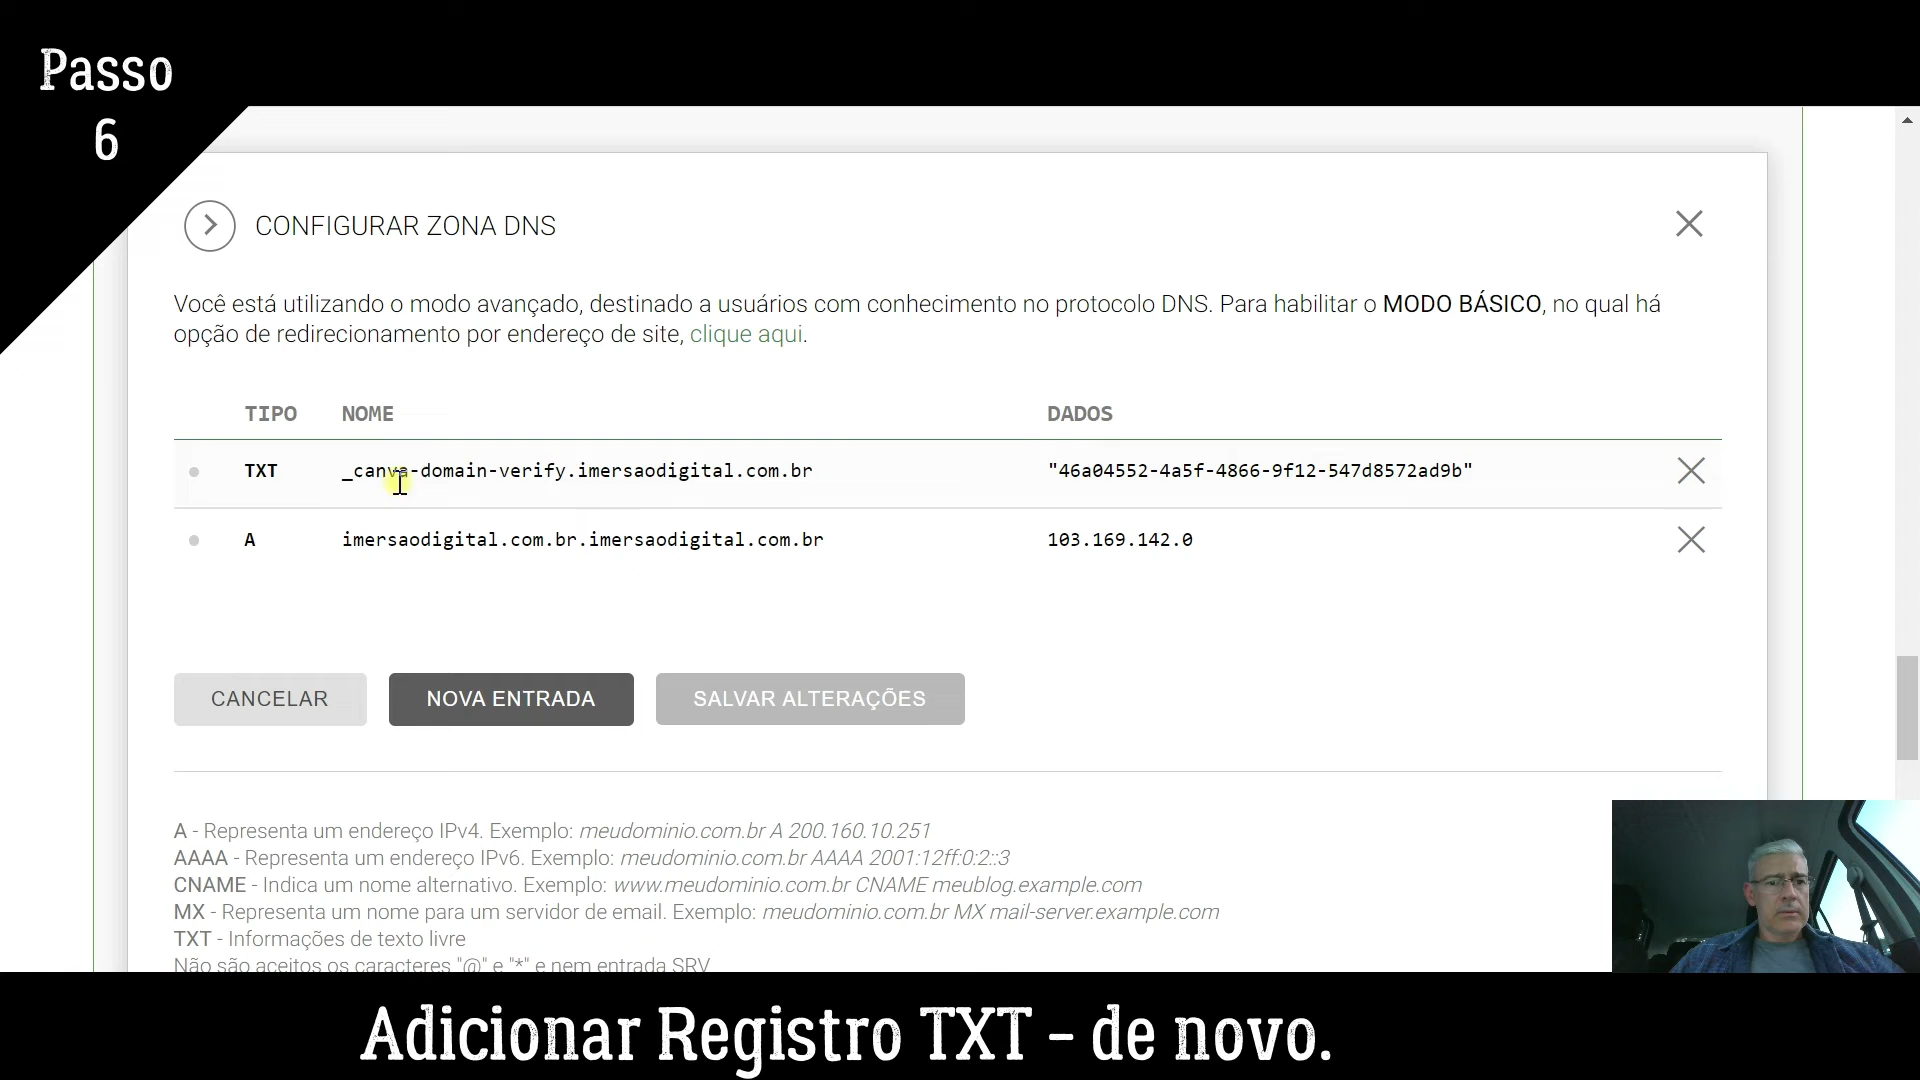 Passo
6
CONFIGURAR ZONA DNS
Você está utilizando o modo avançado, destinado a usuários com conhecimento no protocolo DNS. Para habilitar o MODO BÁSICO, no qual há
opção de redirecionamento por endereço de site, clique aqui.
TIPO NOME DADOS
TXT _canva-domain-verify.imersaodigital.com.br "46a04552-4a5f-4866-9f12-547d8572ad9b"
A imersaodigital.com.br.imersaodigital.com.br 103.169.142.0
CANCELAR NOVA ENTRADA SALVAR ALTERAÇÕES
A - Representa um endereço IPv4. Exemplo: meudominio.com.br A 200.160.10.251
AAAA - Representa um endereço IPv6. Exemplo: meudominio.com.br AAAA 2001:12ff:0:2::3
CNAME - Indica um nome alternativo. Exemplo: www.meudominio.com.br CNAME meublog.example.com
MX - Representa um nome para um servidor de email. Exemplo: meudominio.com.br MX mail-server.example.com
TXT - Informações de texto livre
Não são aceitos os caracteres "@" e "*" e nem entrada SRV
Adicionar Registro TXT - de novo.